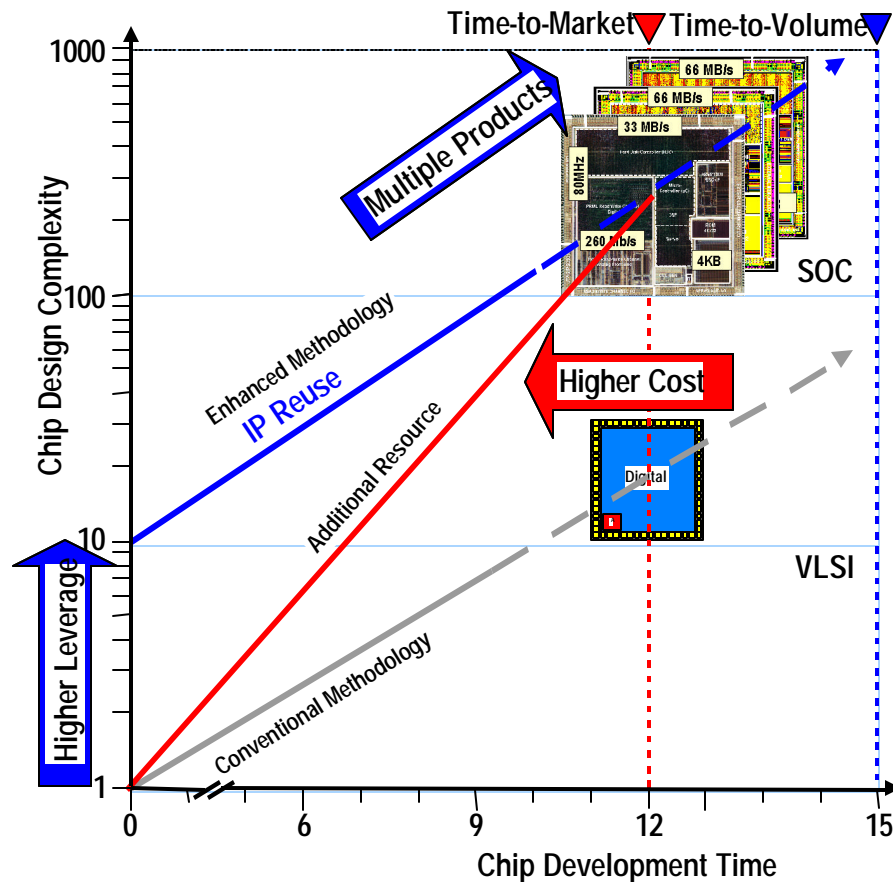 Time-to-Market
Time-to-Volume
1000
66 MB/s
66 MB/s
33 MB/s
Multiple Products
80MHz
260 Mb/s
4KB
SOC
100
Chip Design Complexity
Enhanced Methodology
IP Reuse
Higher Cost
Additional Resource
Digital
10
VLSI
Higher Leverage
Conventional Methodology
1
0
6
9
12
15
Chip Development Time